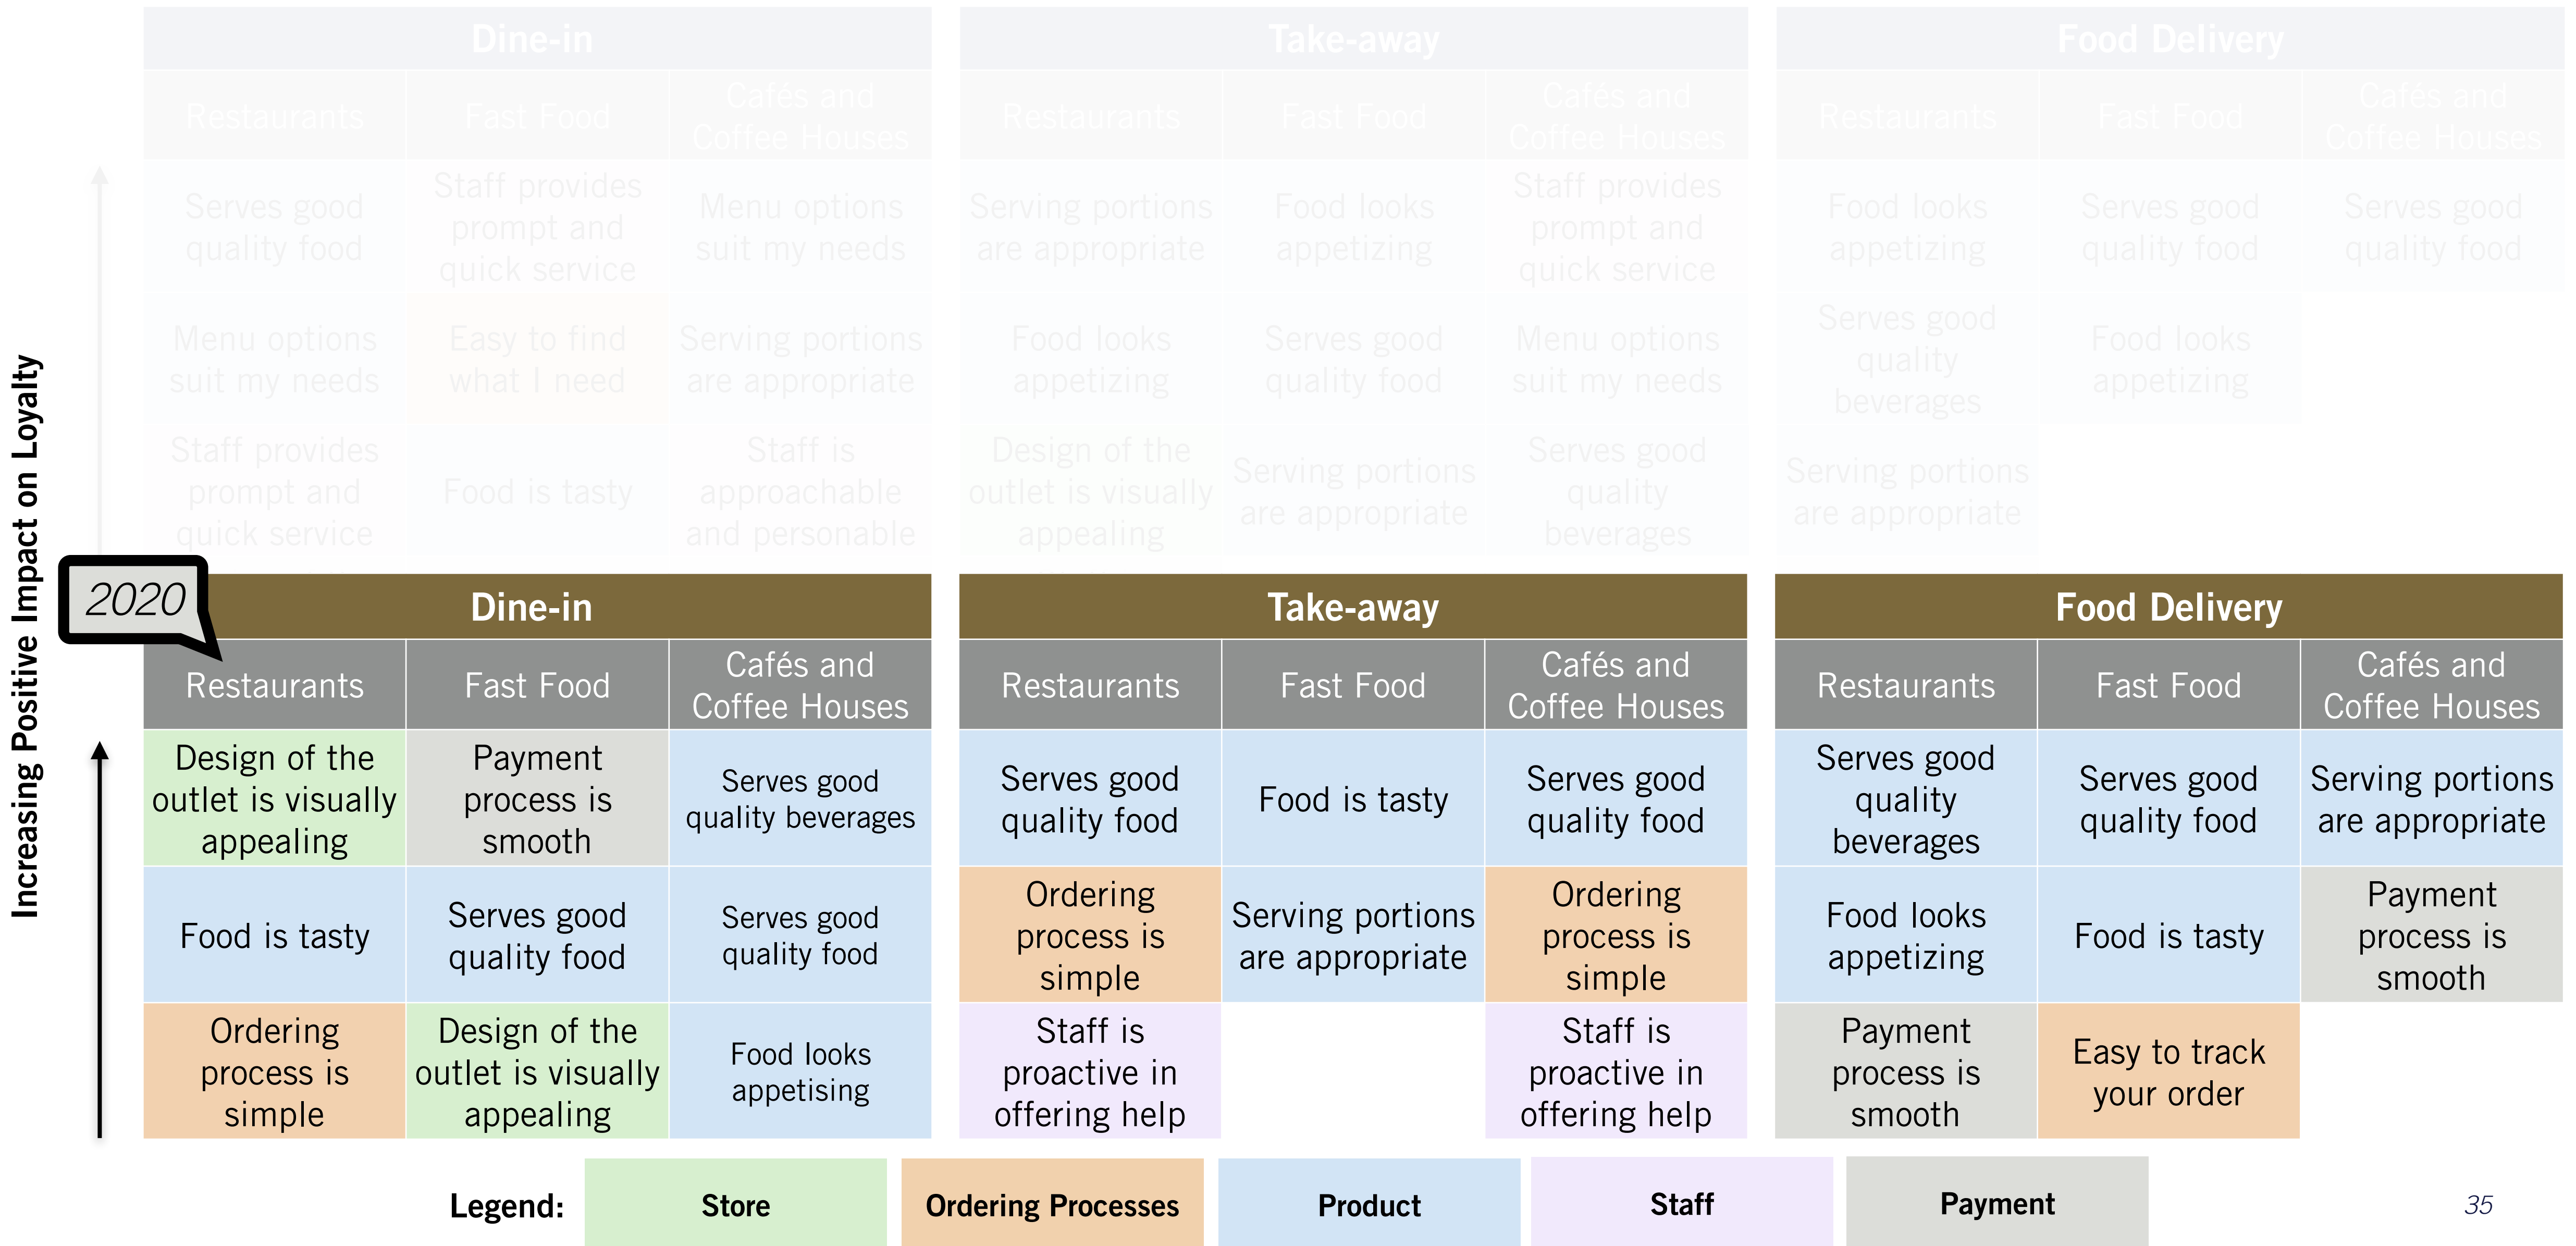 Increasing Positive Impact on Loyalty
Dine-in
Restaurants
Fast Food
Cafés and
Coffee Houses
Serves good
quality food
Staff provides
prompt and
quick service
Menu options
suit my needs
Menu options
suit my needs
Easy to find
what I need
Serving portions
are appropriate
Staff provides
prompt and
quick service
Food is tasty
Staff is
approachable
and personable
Take-away
Restaurants
Fast Food
Cafés and
Coffee Houses
Serving portions
are appropriate
Food looks
appetizing
Staff provides
prompt and
quick service
Food looks
appetizing
Serves good
quality food
Menu options
suit my needs
Design of the
outlet is visually
appealing
Serving portions
are appropriate
Serves good
quality
beverages
Food Delivery
Restaurants
Fast Food
Cafés and
Coffee Houses
Food looks
appetizing
Serves good
quality food
Serves good
quality food
Serves good
quality
beverages
Food looks
appetizing
Serving portions
are appropriate
2020
Dine-in
Restaurants
Fast Food
Cafés and
Coffee Houses
Design of the
outlet is visually
appealing
Payment
process is
smooth
Serves good
quality beverages
Food is tasty
Serves good
quality food
Serves good
quality food
Ordering
process is
simple
Design of the
outlet is visually
appealing
Food looks
appetising
Take-away
Restaurants
Fast Food
Cafés and
Coffee Houses
Serves good
quality food
Food is tasty
Serves good
quality food
Ordering
process is
simple
Serving portions
are appropriate
Ordering
process is
simple
Staff is
proactive in
offering help
Staff is
proactive in
offering help
Food Delivery
Restaurants
Fast Food
Cafés and
Coffee Houses
Serves good
quality
beverages
Serves good
quality food
Serving portions
are appropriate
Food looks
appetizing
Food is tasty
Payment
process is
smooth
Payment
process is
smooth
Easy to track
your order
Legend:
Store
Ordering Processes
Product
Staff
Payment
35